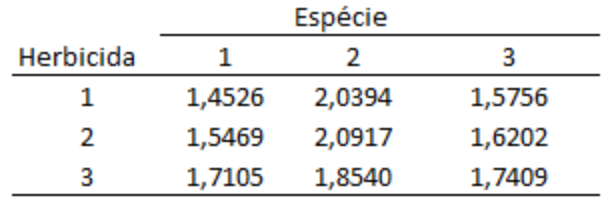 Espécie
Herbicida 1 2 3
1 1,4526 2,0394 1,5756
2 1,5469 2,0917 1,6202
3 1,7105 1,8540 1,7409